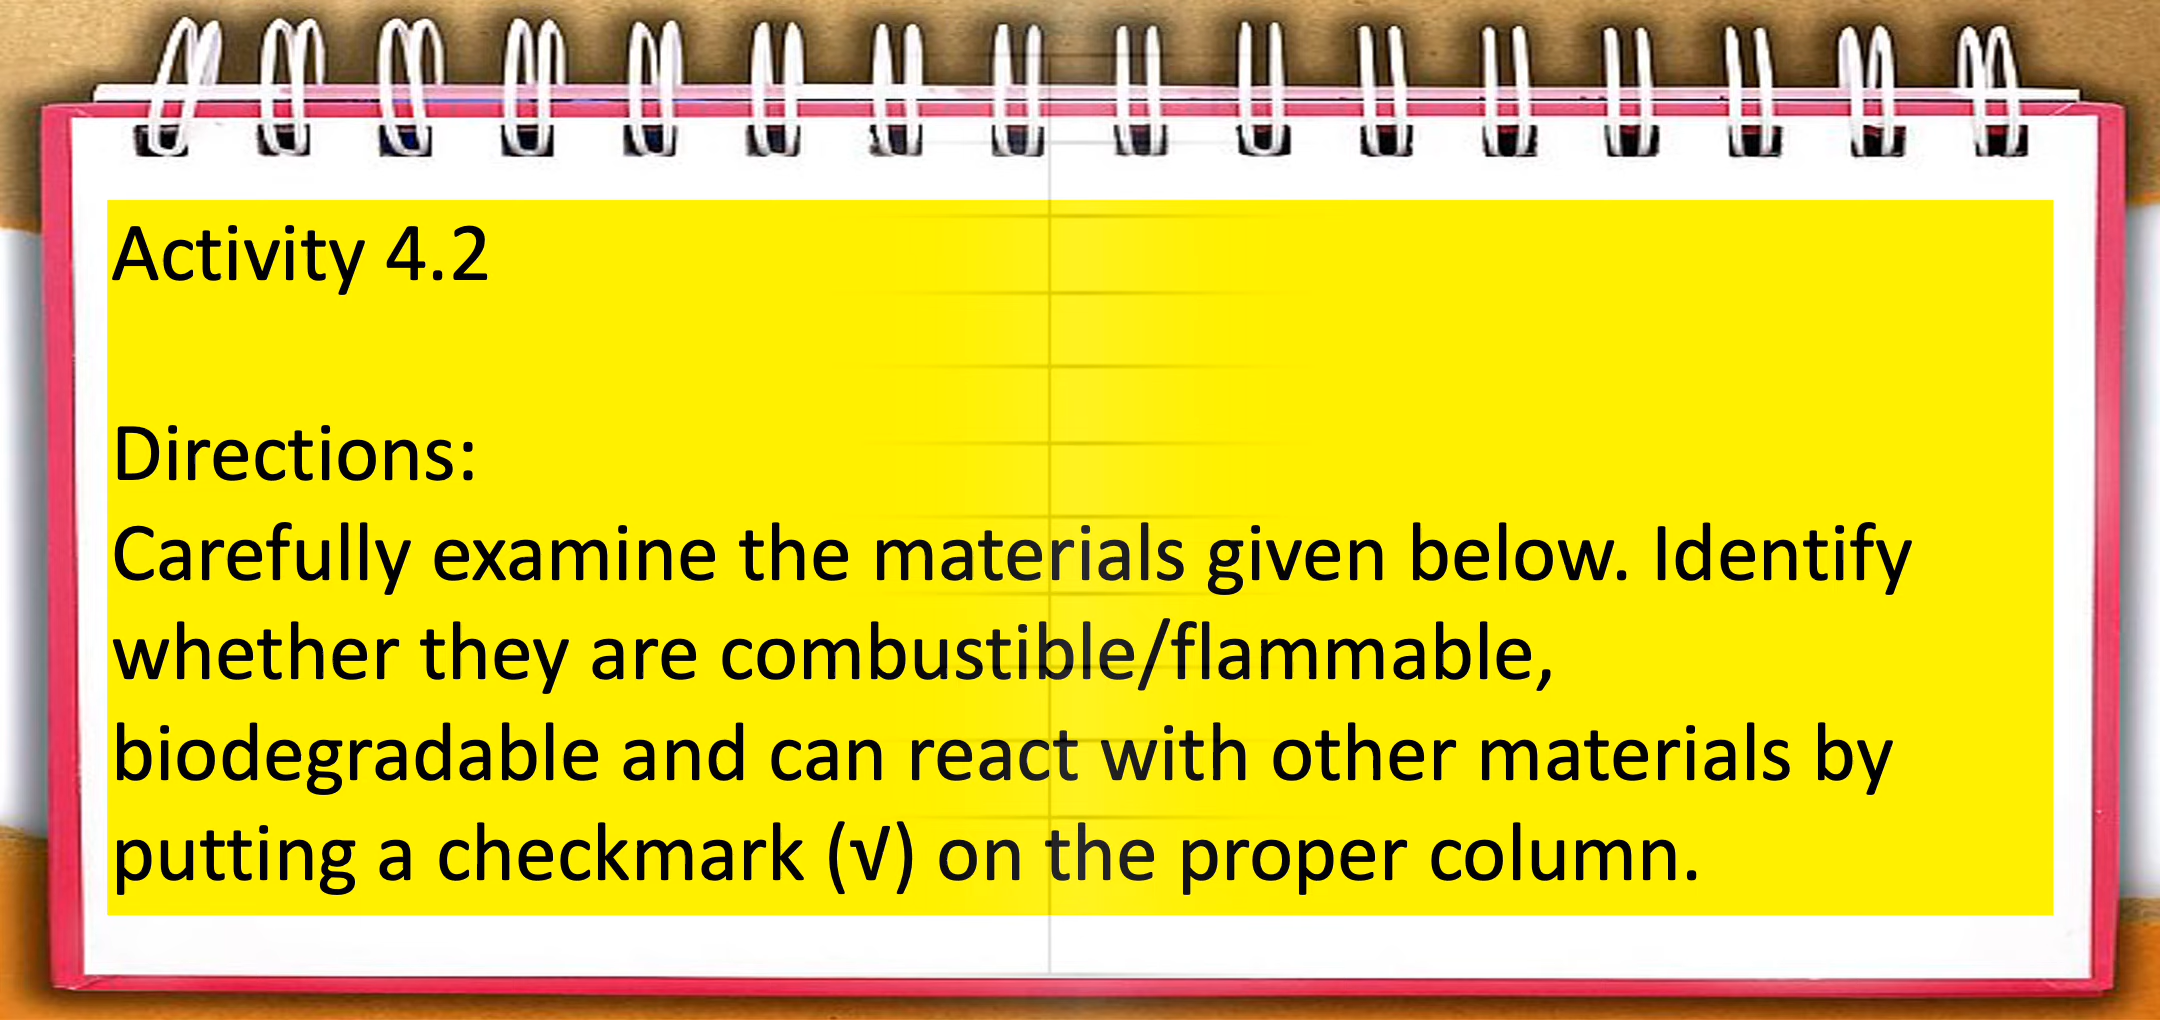 Activity 4.2
Directions:
Carefully examine the materials given below. Identify
whether they are combustible/flammable,
biodegradable and can react with other materials by
putting a checkmark (√) on the proper column.